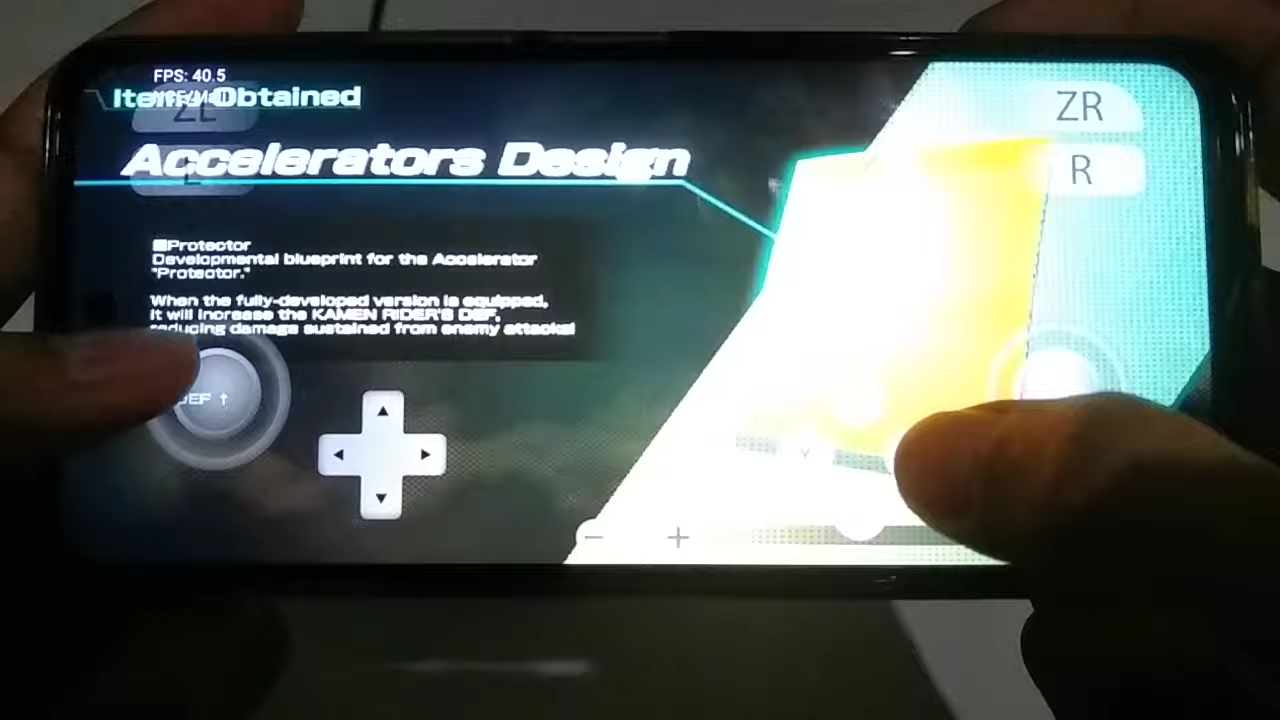 FPS: 40.5
Items Obtained
ZL
ZR
Accelerators Design
L
R
■Protector
Developmental blueprint for the Accelerator
"Protector."
When the fully-developed version is equipped,
it will increase the KAMEN RIDER'S DEF,
reducing damage sustained from enemy attacks!
DEF ↑
Y
− +